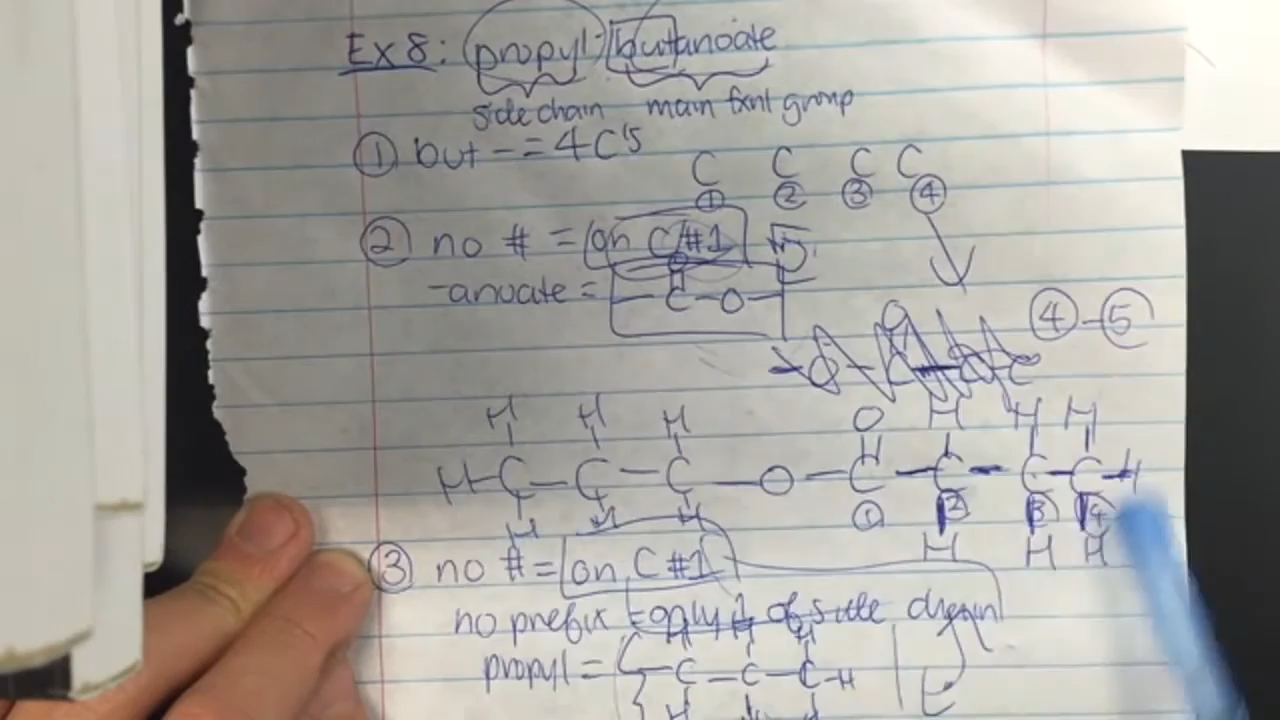 Ex 8: propyl butanoate
side chain main fxnl group
① but - = 4 C's
C C C C
① ② ③ ④
② no # = on C #1
-anoate = O
- C - O -
④ - ⑤
H H H O H H H
H - C - C - C - O - C - C - C - C - H
① 2 3 4
H H H H H H
③ no # = on C #1
no prefix = only 1 of side chain
H H H
propyl = - C - C - C - H
H